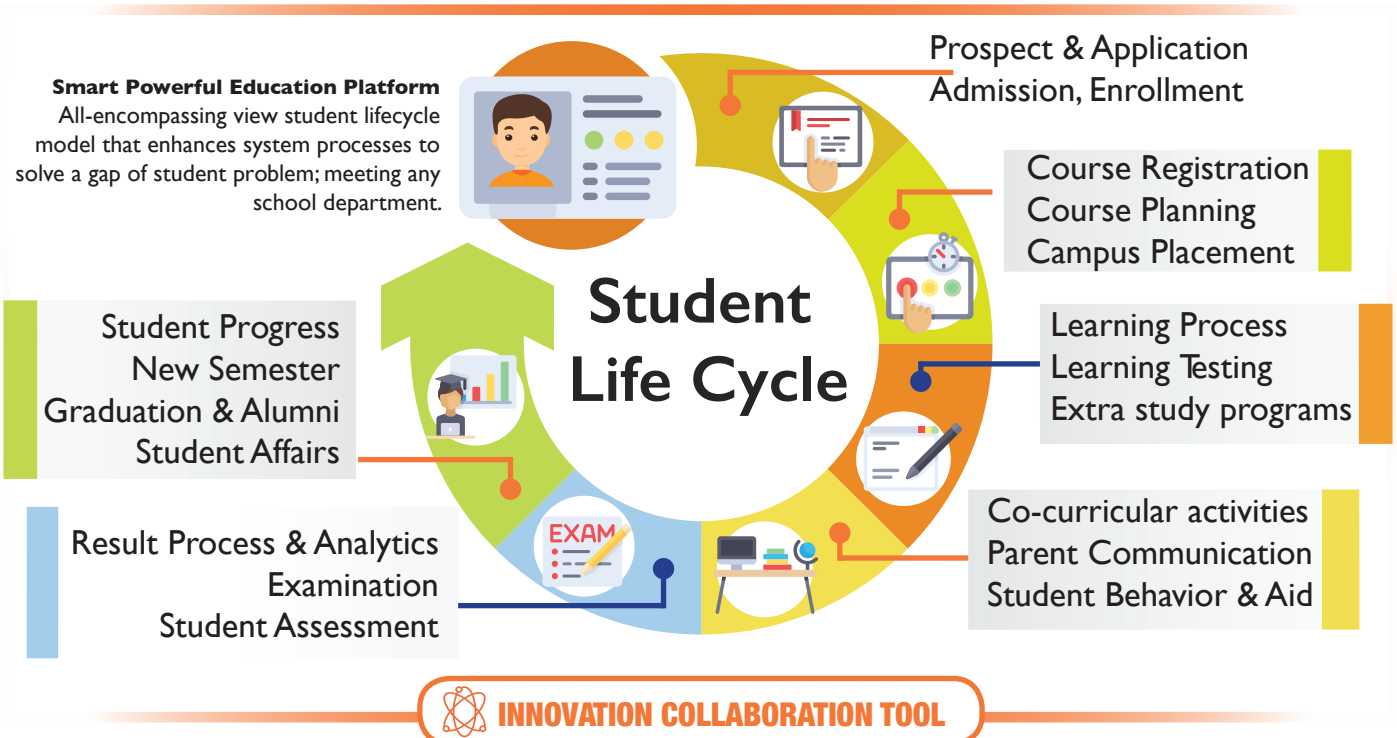 Smart Powerful Education Platform
All-encompassing view student lifecycle
model that enhances system processes to
solve a gap of student problem; meeting any
school department.
Prospect & Application
Admission, Enrollment
Course Registration
Course Planning
Campus Placement
Student
Life Cycle
Learning Process
Learning Testing
Extra study programs
Student Progress
New Semester
Graduation & Alumni
Student Affairs
Co-curricular activities
Parent Communication
Student Behavior & Aid
EXAM
Result Process & Analytics
Examination
Student Assessment
INNOVATION COLLABORATION TOOL